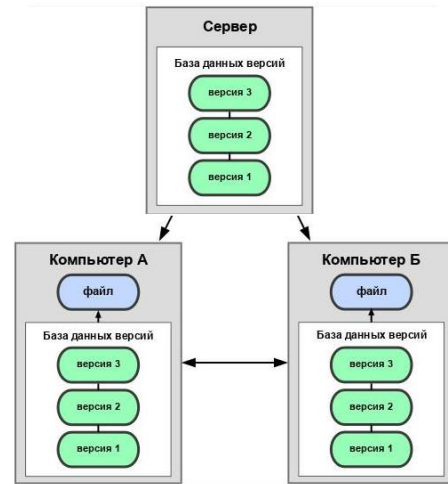 Сервер
База данных версий
версия 3
версия 2
версия 1
Компьютер А
файл
База данных версий
версия 3
версия 2
версия 1
Компьютер Б
файл
База данных версий
версия 3
версия 2
версия 1